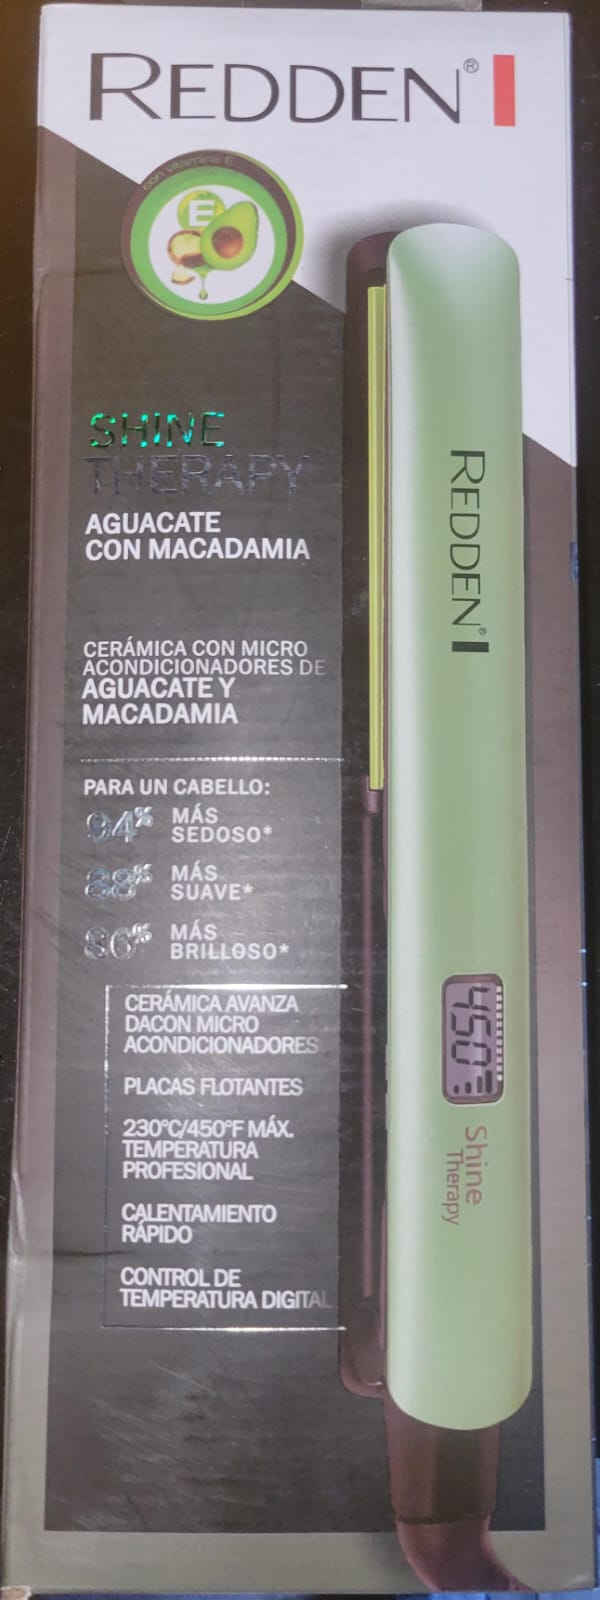 REDDEN®
con vitamina E
E
SHINE
THERAPY
AGUACATE
CON MACADAMIA
CERÁMICA CON MICRO
ACONDICIONADORES DE
AGUACATE Y
MACADAMIA
PARA UN CABELLO:
94% MÁS
SEDOSO*
88% MÁS
SUAVE*
86% MÁS
BRILLOSO*
CERÁMICA AVANZA
DACON MICRO
ACONDICIONADORES
PLACAS FLOTANTES
230°C/450°F MÁX.
TEMPERATURA
PROFESIONAL
CALENTAMIENTO
RÁPIDO
CONTROL DE
TEMPERATURA DIGITAL
REDDEN®
450
Shine
Therapy